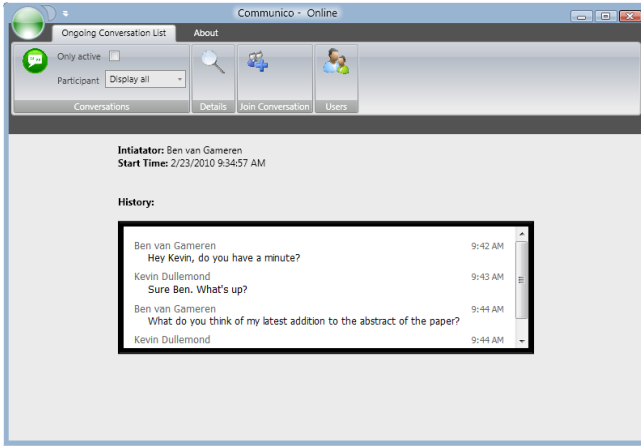 Communico - Online
Ongoing Conversation List About
Only active
Participant Display all
Conversations Details Join Conversation Users
Intiatator: Ben van Gameren
Start Time: 2/23/2010 9:34:57 AM
History:
Ben van Gameren 9:42 AM
Hey Kevin, do you have a minute?
Kevin Dullemond 9:43 AM
Sure Ben. What's up?
Ben van Gameren 9:44 AM
What do you think of my latest addition to the abstract of the paper?
Kevin Dullemond 9:44 AM